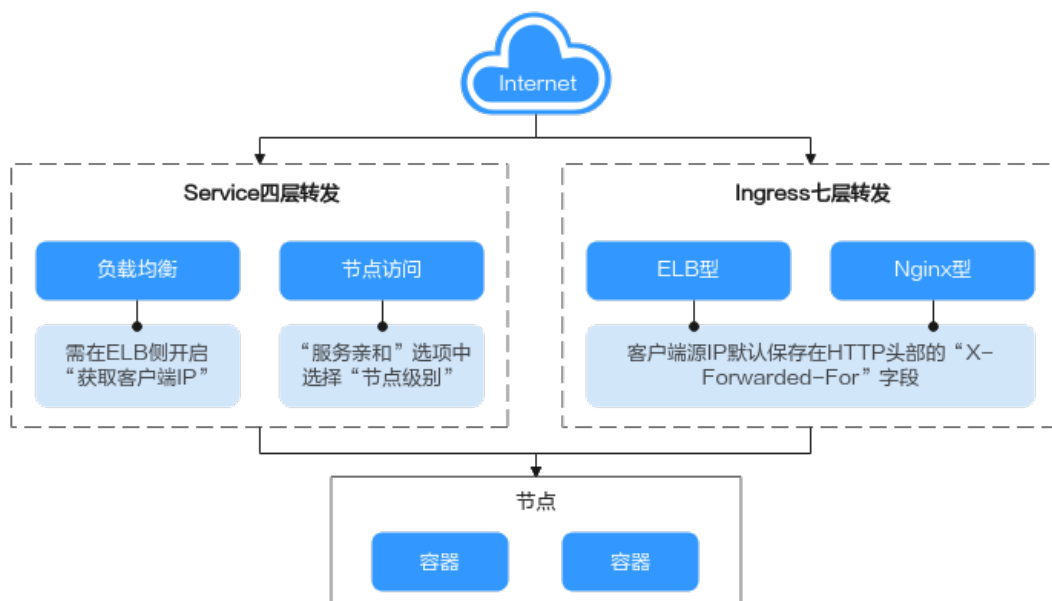 Internet
Service四层转发
Ingress七层转发
负载均衡
节点访问
ELB型
Nginx型
需在ELB侧开启
“获取客户端IP”
“服务亲和”选项中
选择“节点级别”
客户端源IP默认保存在HTTP头部的“X-
Forwarded-For”字段
节点
容器
容器